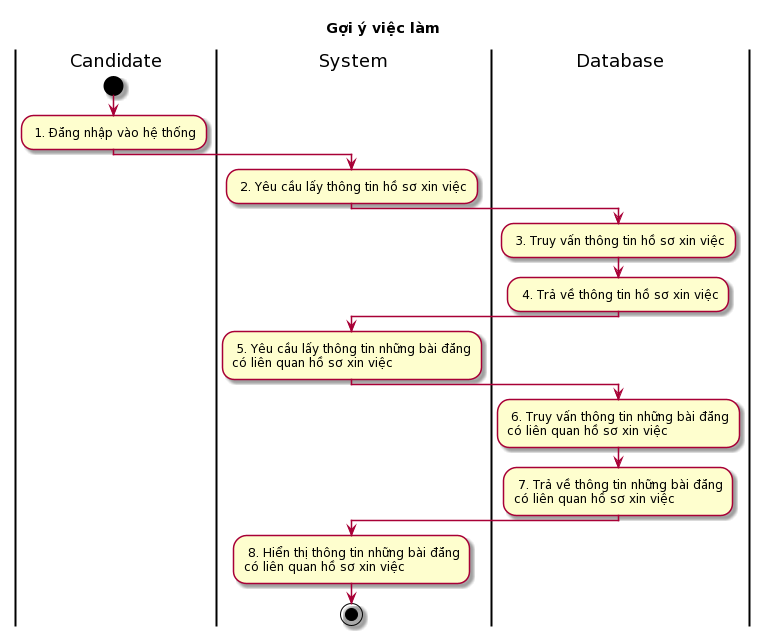 Gợi ý việc làm
Candidate
System
Database
1. Đăng nhập vào hệ thống
2. Yêu cầu lấy thông tin hồ sơ xin việc
3. Truy vấn thông tin hồ sơ xin việc
4. Trả về thông tin hồ sơ xin việc
5. Yêu cầu lấy thông tin những bài đăng
có liên quan hồ sơ xin việc
6. Truy vấn thông tin những bài đăng
có liên quan hồ sơ xin việc
7. Trả về thông tin những bài đăng
có liên quan hồ sơ xin việc
8. Hiển thị thông tin những bài đăng
có liên quan hồ sơ xin việc